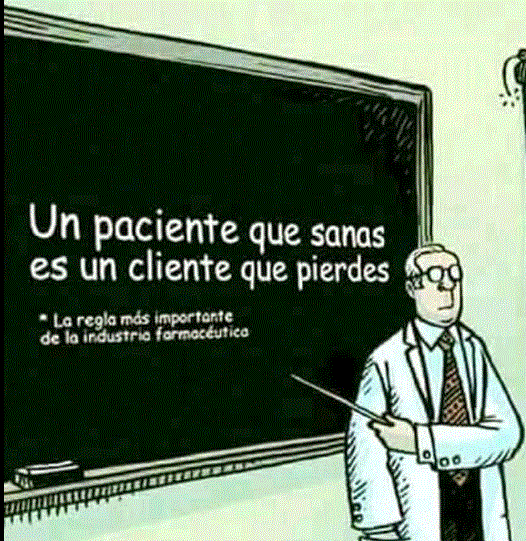 Un paciente que sanas
es un cliente que pierdes
* La regla más importante
de la industria farmacéutica